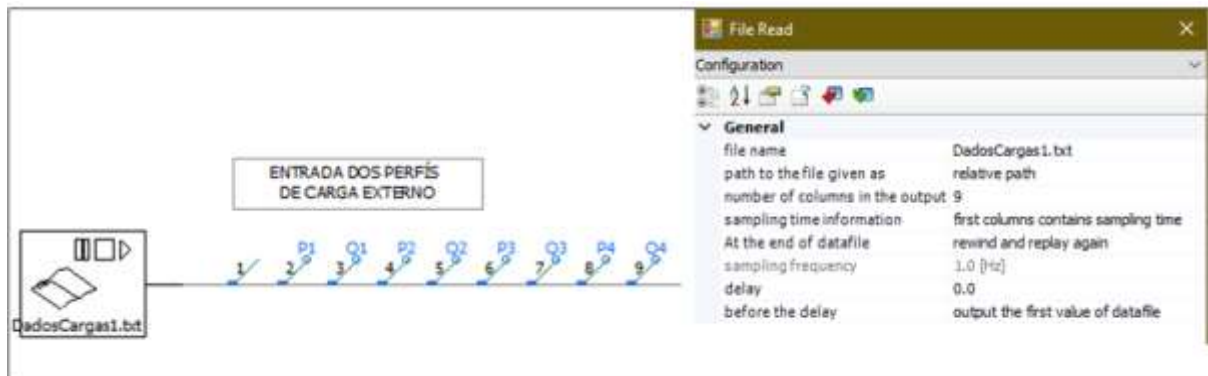 File Read
Configuration
General
file name DadosCargas1.txt
path to the file given as relative path
number of columns in the output 9
sampling time information first columns contains sampling time
At the end of datafile rewind and replay again
sampling frequency 1.0 [Hz]
delay 0.0
before the delay output the first value of datafile
ENTRADA DOS PERFÍS
DE CARGA EXTERNO
P1 Q1 P2 Q2 P3 Q3 P4 Q4
1 2 3 4 5 6 7 8 9
DadosCargas1.txt